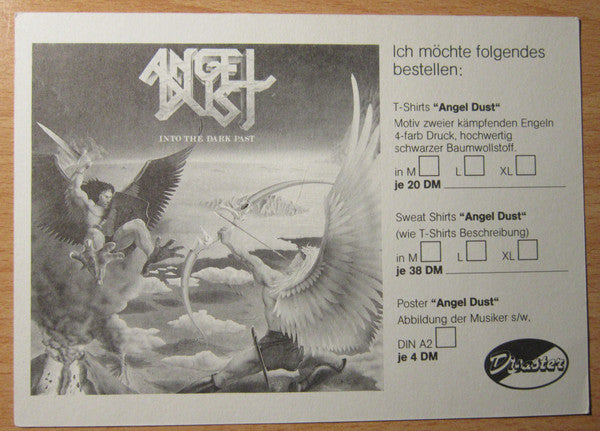 ANGEL
DUST
INTO THE DARK PAST
Ich möchte folgendes
bestellen:
T-Shirts "Angel Dust"
Motiv zweier kämpfenden Engeln
4-farb Druck, hochwertig
schwarzer Baumwollstoff.
in M L XL
je 20 DM
Sweat Shirts "Angel Dust"
(wie T-Shirts Beschreibung)
in M L XL
je 38 DM
Poster "Angel Dust"
Abbildung der Musiker s/w.
DIN A2
je 4 DM
Disaster